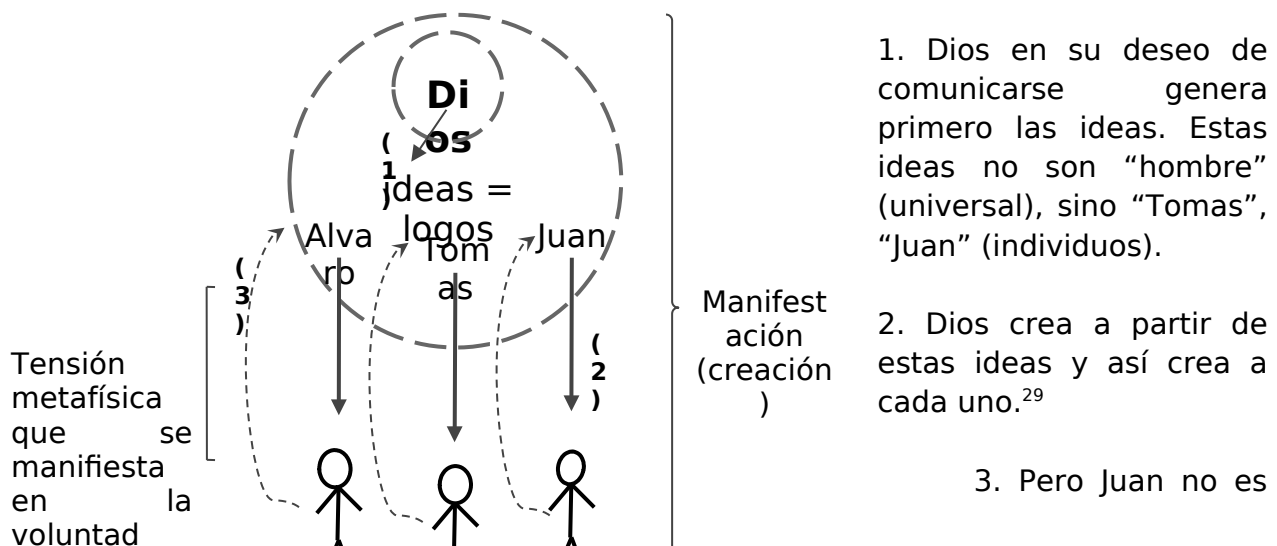 Di
os
(
1
)
ideas =
logos
Alva
ro
Tom
as
Juan
(
3
)
(
2
)
Tensión
metafísica
que se
manifiesta
en la
voluntad
Manifest
ación
(creación
)
1. Dios en su deseo de
comunicarse genera
primero las ideas. Estas
ideas no son “hombre”
(universal), sino “Tomas”,
“Juan” (individuos).
2. Dios crea a partir de
estas ideas y así crea a
cada uno.²⁹
3. Pero Juan no es